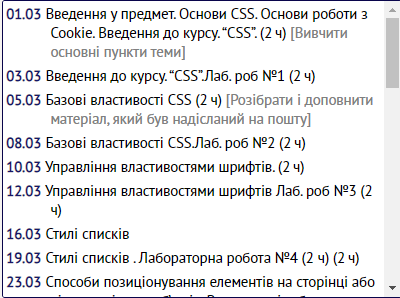 01.03 Введення у предмет. Основи CSS. Основи роботи з
Cookie. Введення до курсу. “CSS”. (2 ч) [Вивчити
основні пункти теми]
03.03 Введення до курсу. “CSS”.Лаб. роб №1 (2 ч)
05.03 Базові властивості CSS (2 ч) [Розібрати і доповнити
матеріал, який був надісланий на пошту]
08.03 Базові властивості CSS.Лаб. роб №2 (2 ч)
10.03 Управління властивостями шрифтів. (2 ч)
12.03 Управління властивостями шрифтів Лаб. роб №3 (2
ч)
16.03 Стилі списків
19.03 Стилі списків . Лабораторна робота №4 (2 ч) (2 ч)
23.03 Способи позиціонування елементів на сторінці або